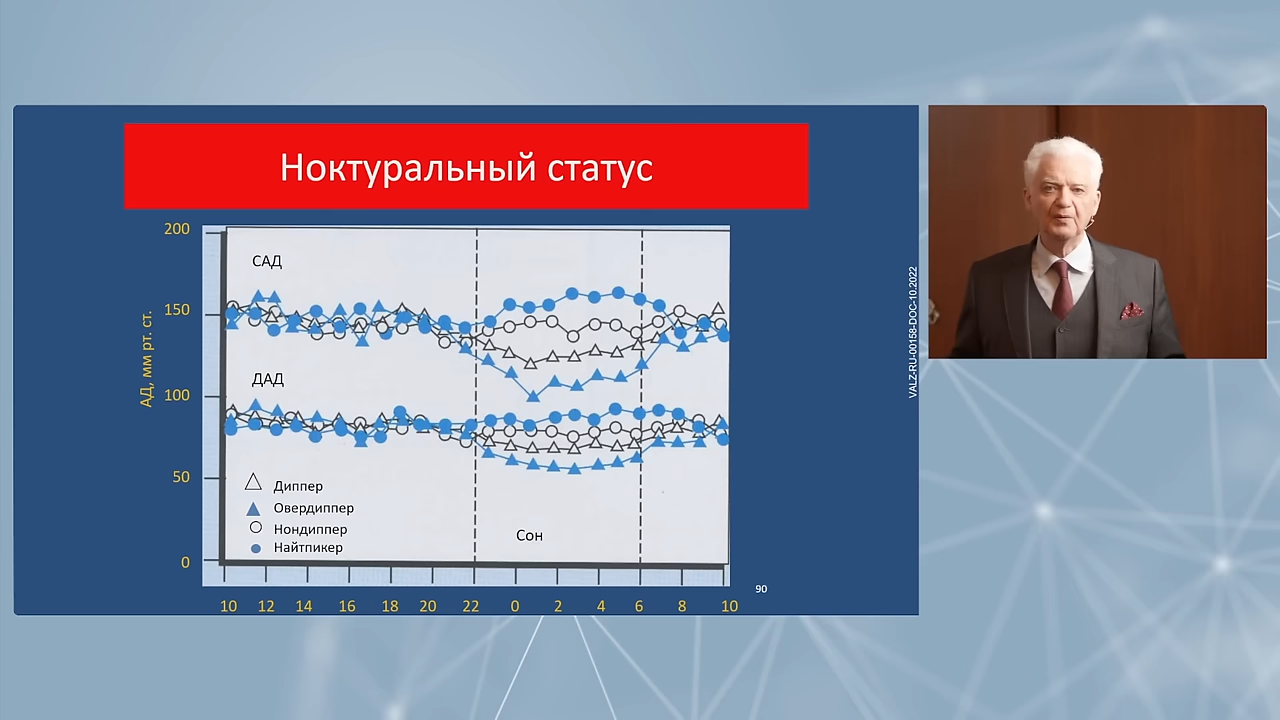 Ноктуральный статус
200
150
100
50
0
АД, мм рт. ст.
САД
ДАД
Диппер
Овердиппер
Нондиппер
Найтпикер
Сон
10 12 14 16 18 20 22 0 2 4 6 8 10
90
VALZ-RU-00158-DOC-10.2022